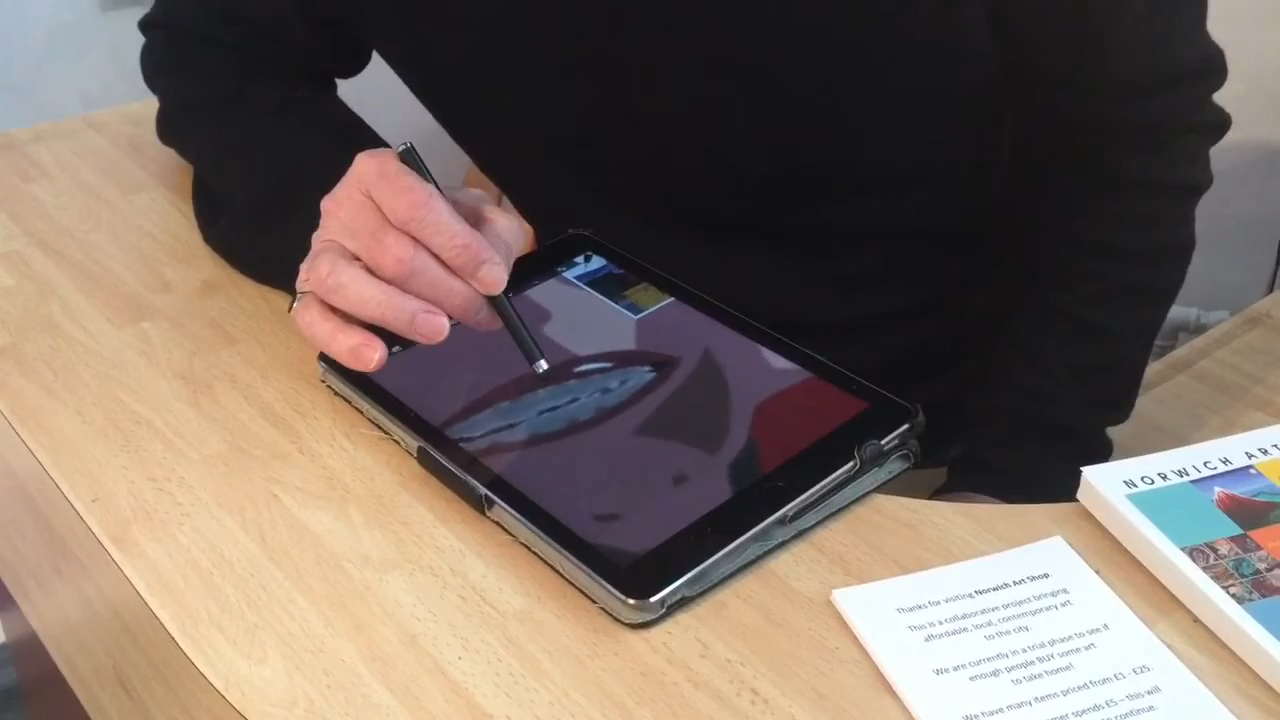 NORWICH ART
Thanks for visiting Norwich Art Shop.
This is a collaborative project bringing
affordable, local, contemporary art
to the city.
We are currently in a trial phase to see if
enough people BUY some art
to take home!
We have many items priced from £1 - £25.
mer spends £5 – this will
to continue.